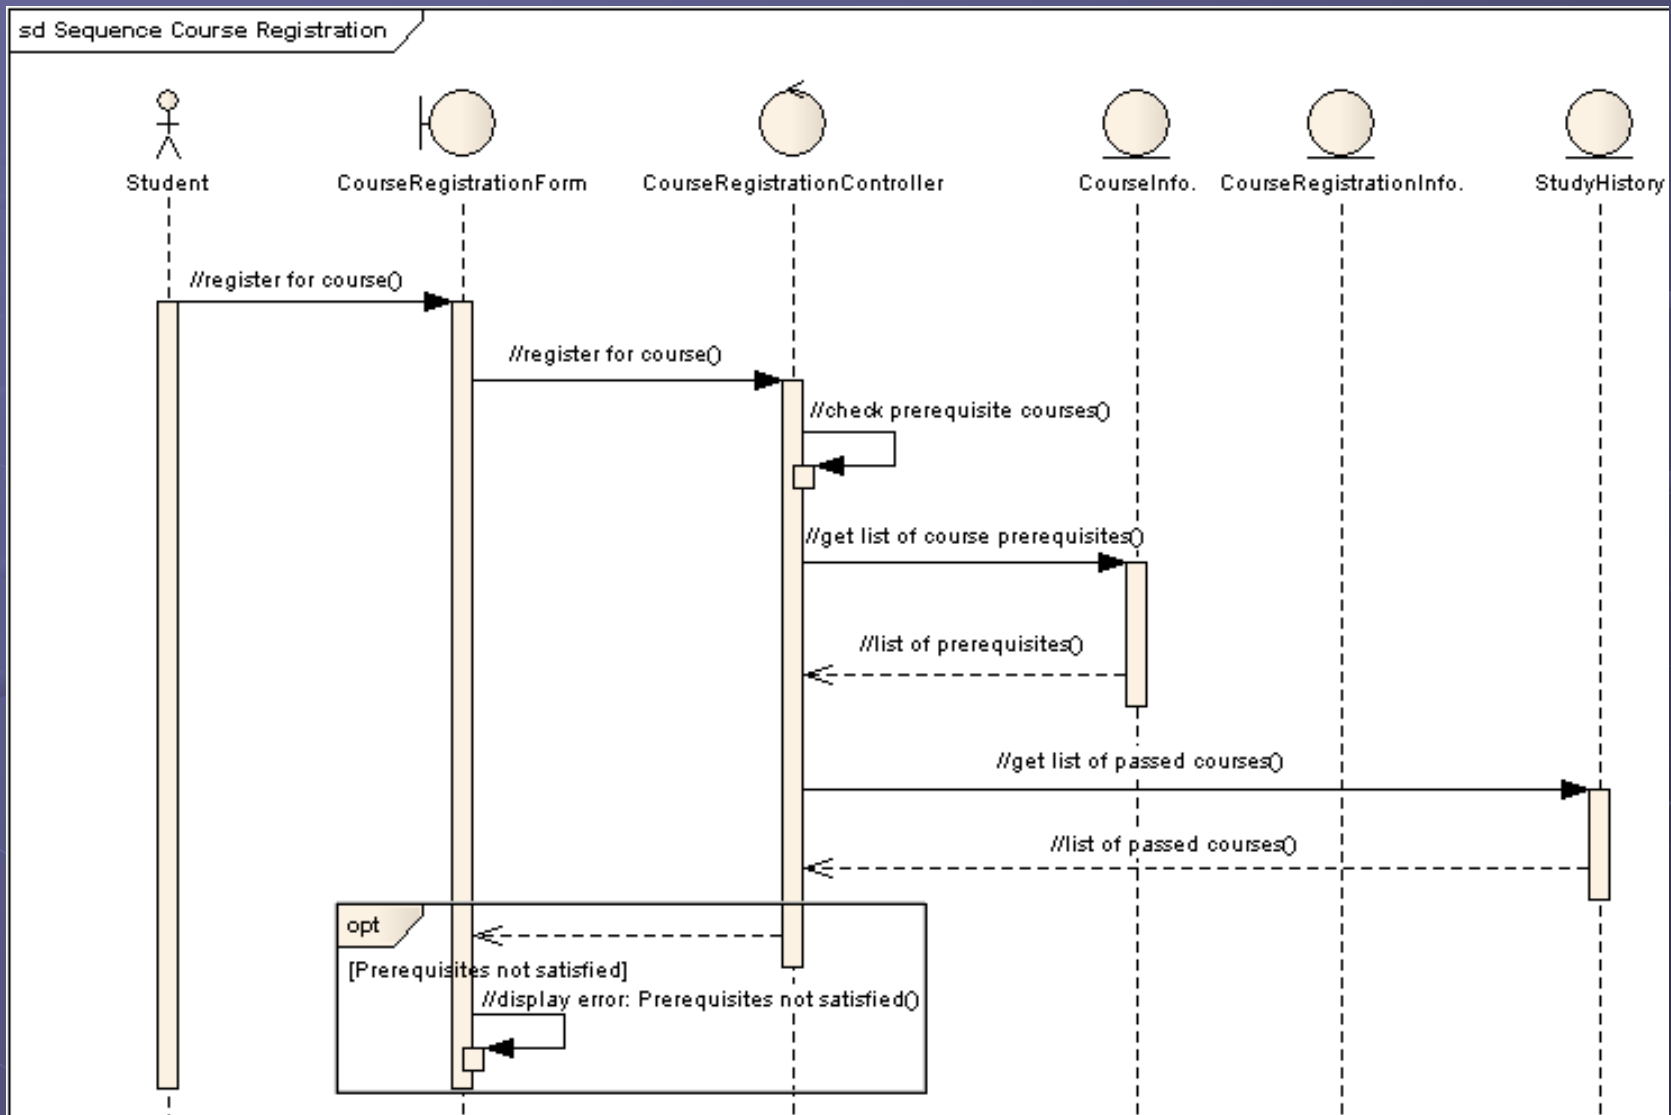 sd Sequence Course Registration
Student
CourseRegistrationForm
CourseRegistrationController
CourseInfo.
CourseRegistrationInfo.
StudyHistory
//register for course()
//register for course()
//check prerequisite courses()
//get list of course prerequisites()
//list of prerequisites()
//get list of passed courses()
//list of passed courses()
opt
[Prerequisites not satisfied]
//display error: Prerequisites not satisfied()